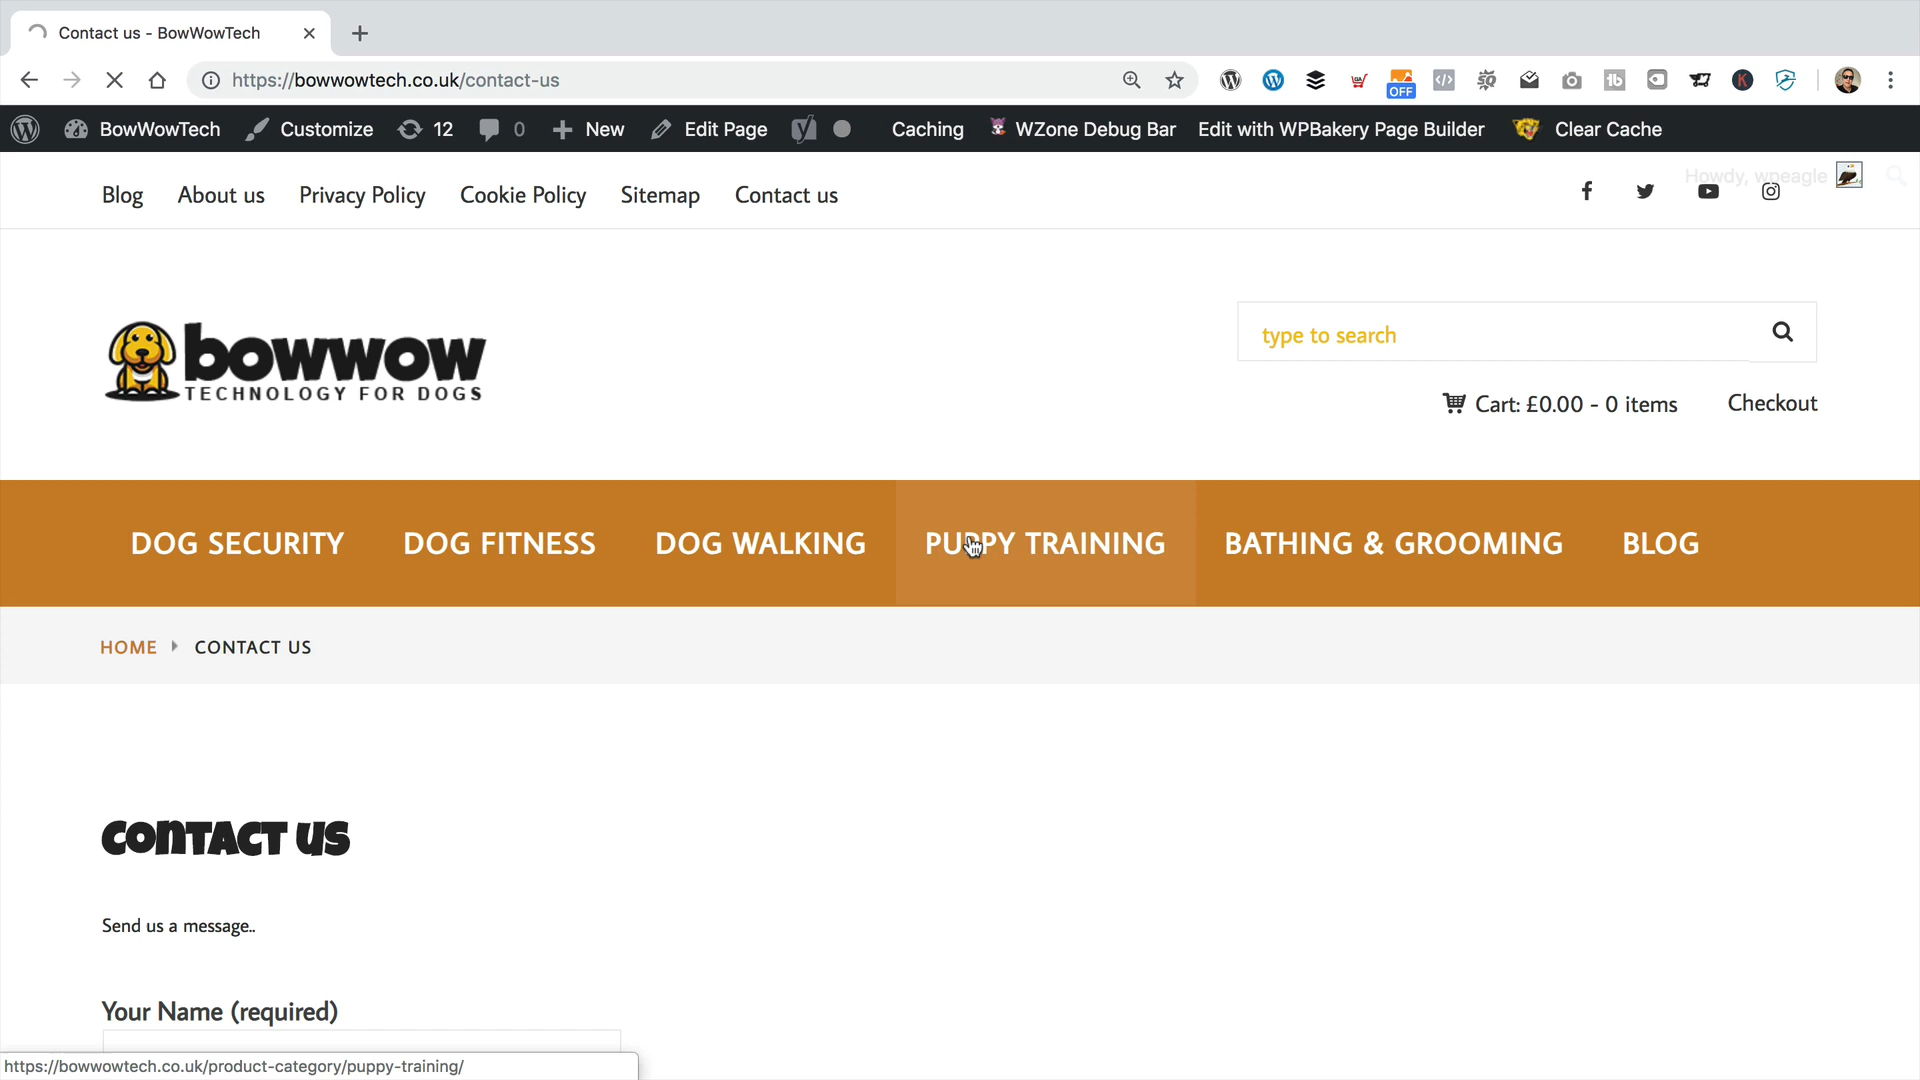 Contact us - BowWowTech
https://bowwowtech.co.uk/contact-us
OFF
BowWowTech Customize 12 0 New Edit Page Caching WZone Debug Bar Edit with WPBakery Page Builder Clear Cache
Howdy, wpeagle
Blog About us Privacy Policy Cookie Policy Sitemap Contact us
bowwow
TECHNOLOGY FOR DOGS
type to search
Cart: £0.00 - 0 items Checkout
DOG SECURITY DOG FITNESS DOG WALKING PUPPY TRAINING BATHING & GROOMING BLOG
HOME CONTACT US
CONTACT US
Send us a message..
Your Name (required)
https://bowwowtech.co.uk/product-category/puppy-training/